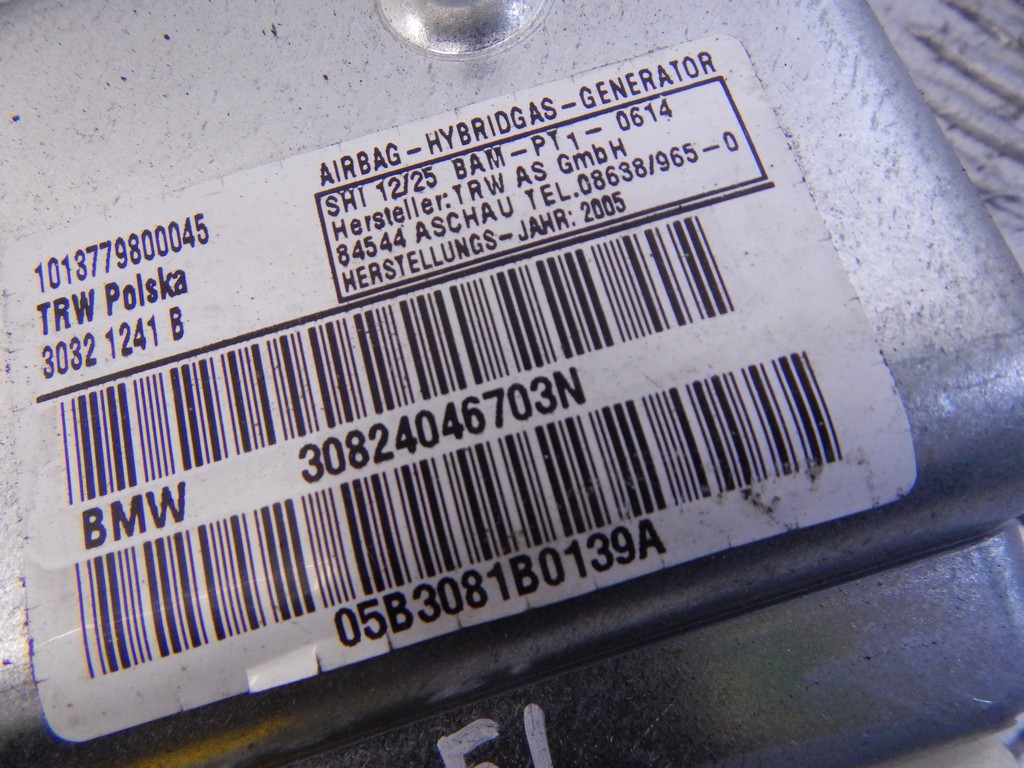 AIRBAG-HYBRIDGAS-GENERATOR
SHI 12/25 BAM-PT1- 0614
Hersteller:TRW AS GmbH
84544 ASCHAU TEL.08638/965-0
HERSTELLUNGS-JAHR: 2005
1013779800045
TRW Polska
3032 1241 B
30824046703N
BMW
05B3081B0139A